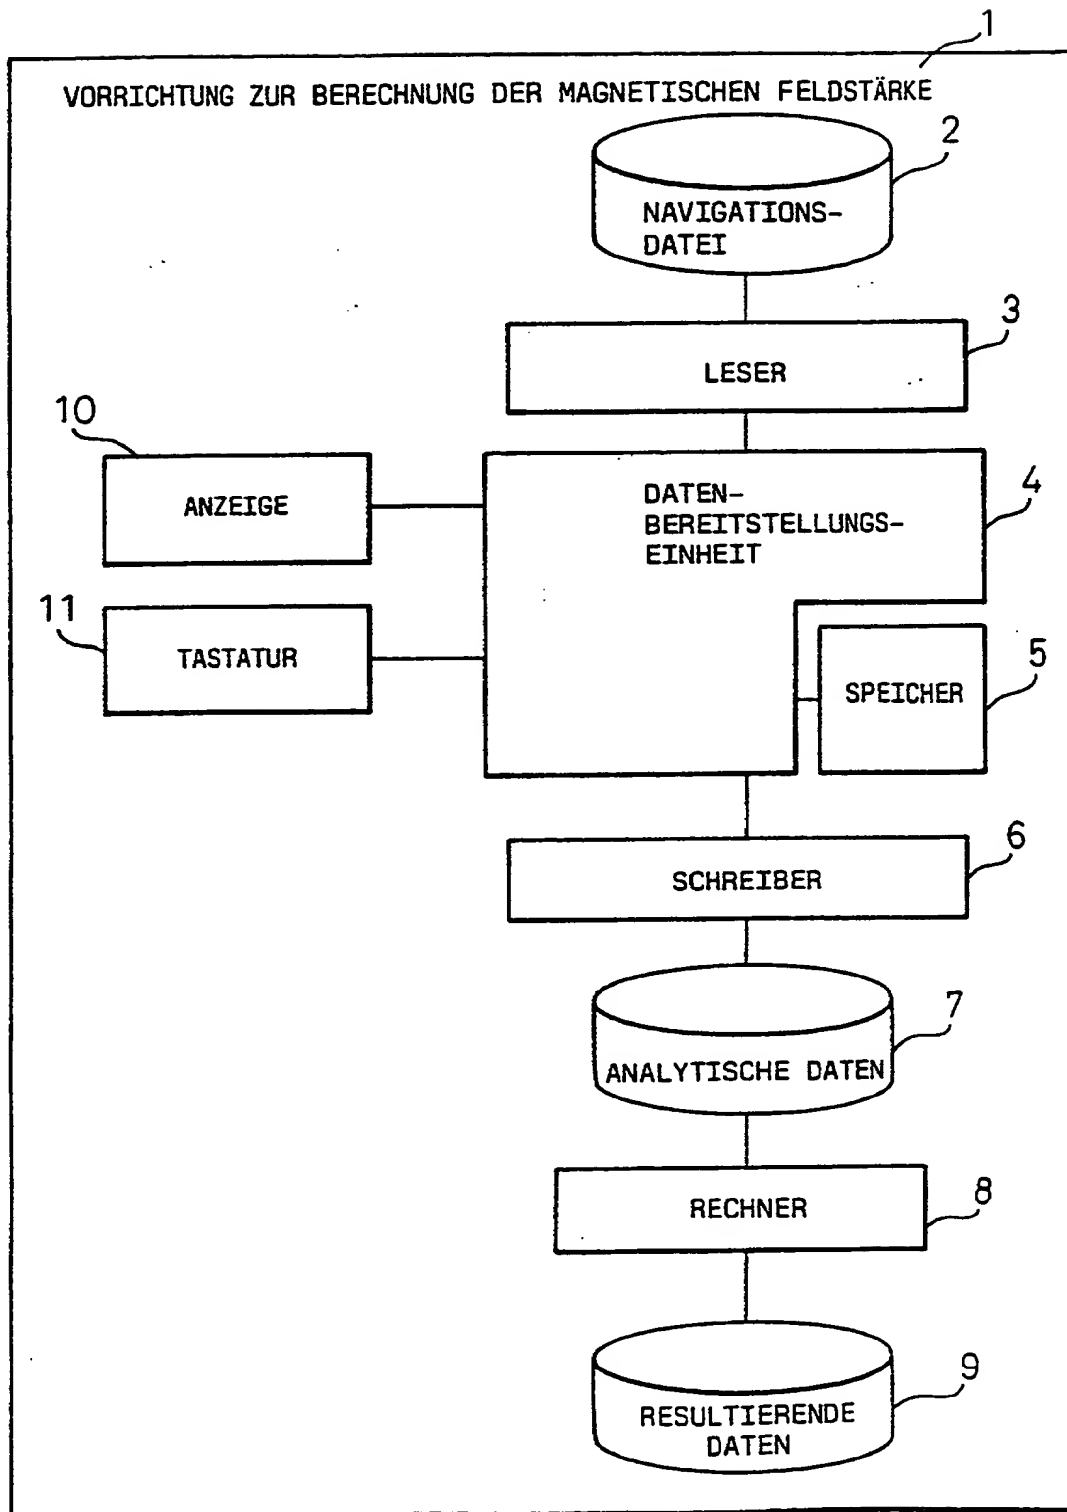 1
VORRICHTUNG ZUR BERECHNUNG DER MAGNETISCHEN FELDSTÄRKE
2
NAVIGATIONS-
DATEI
3
LESER
10
ANZEIGE
DATEN-
BEREITSTELLUNGS-
EINHEIT
4
11
TASTATUR
SPEICHER
5
6
SCHREIBER
7
ANALYTISCHE DATEN
RECHNER
8
9
RESULTIERENDE
DATEN